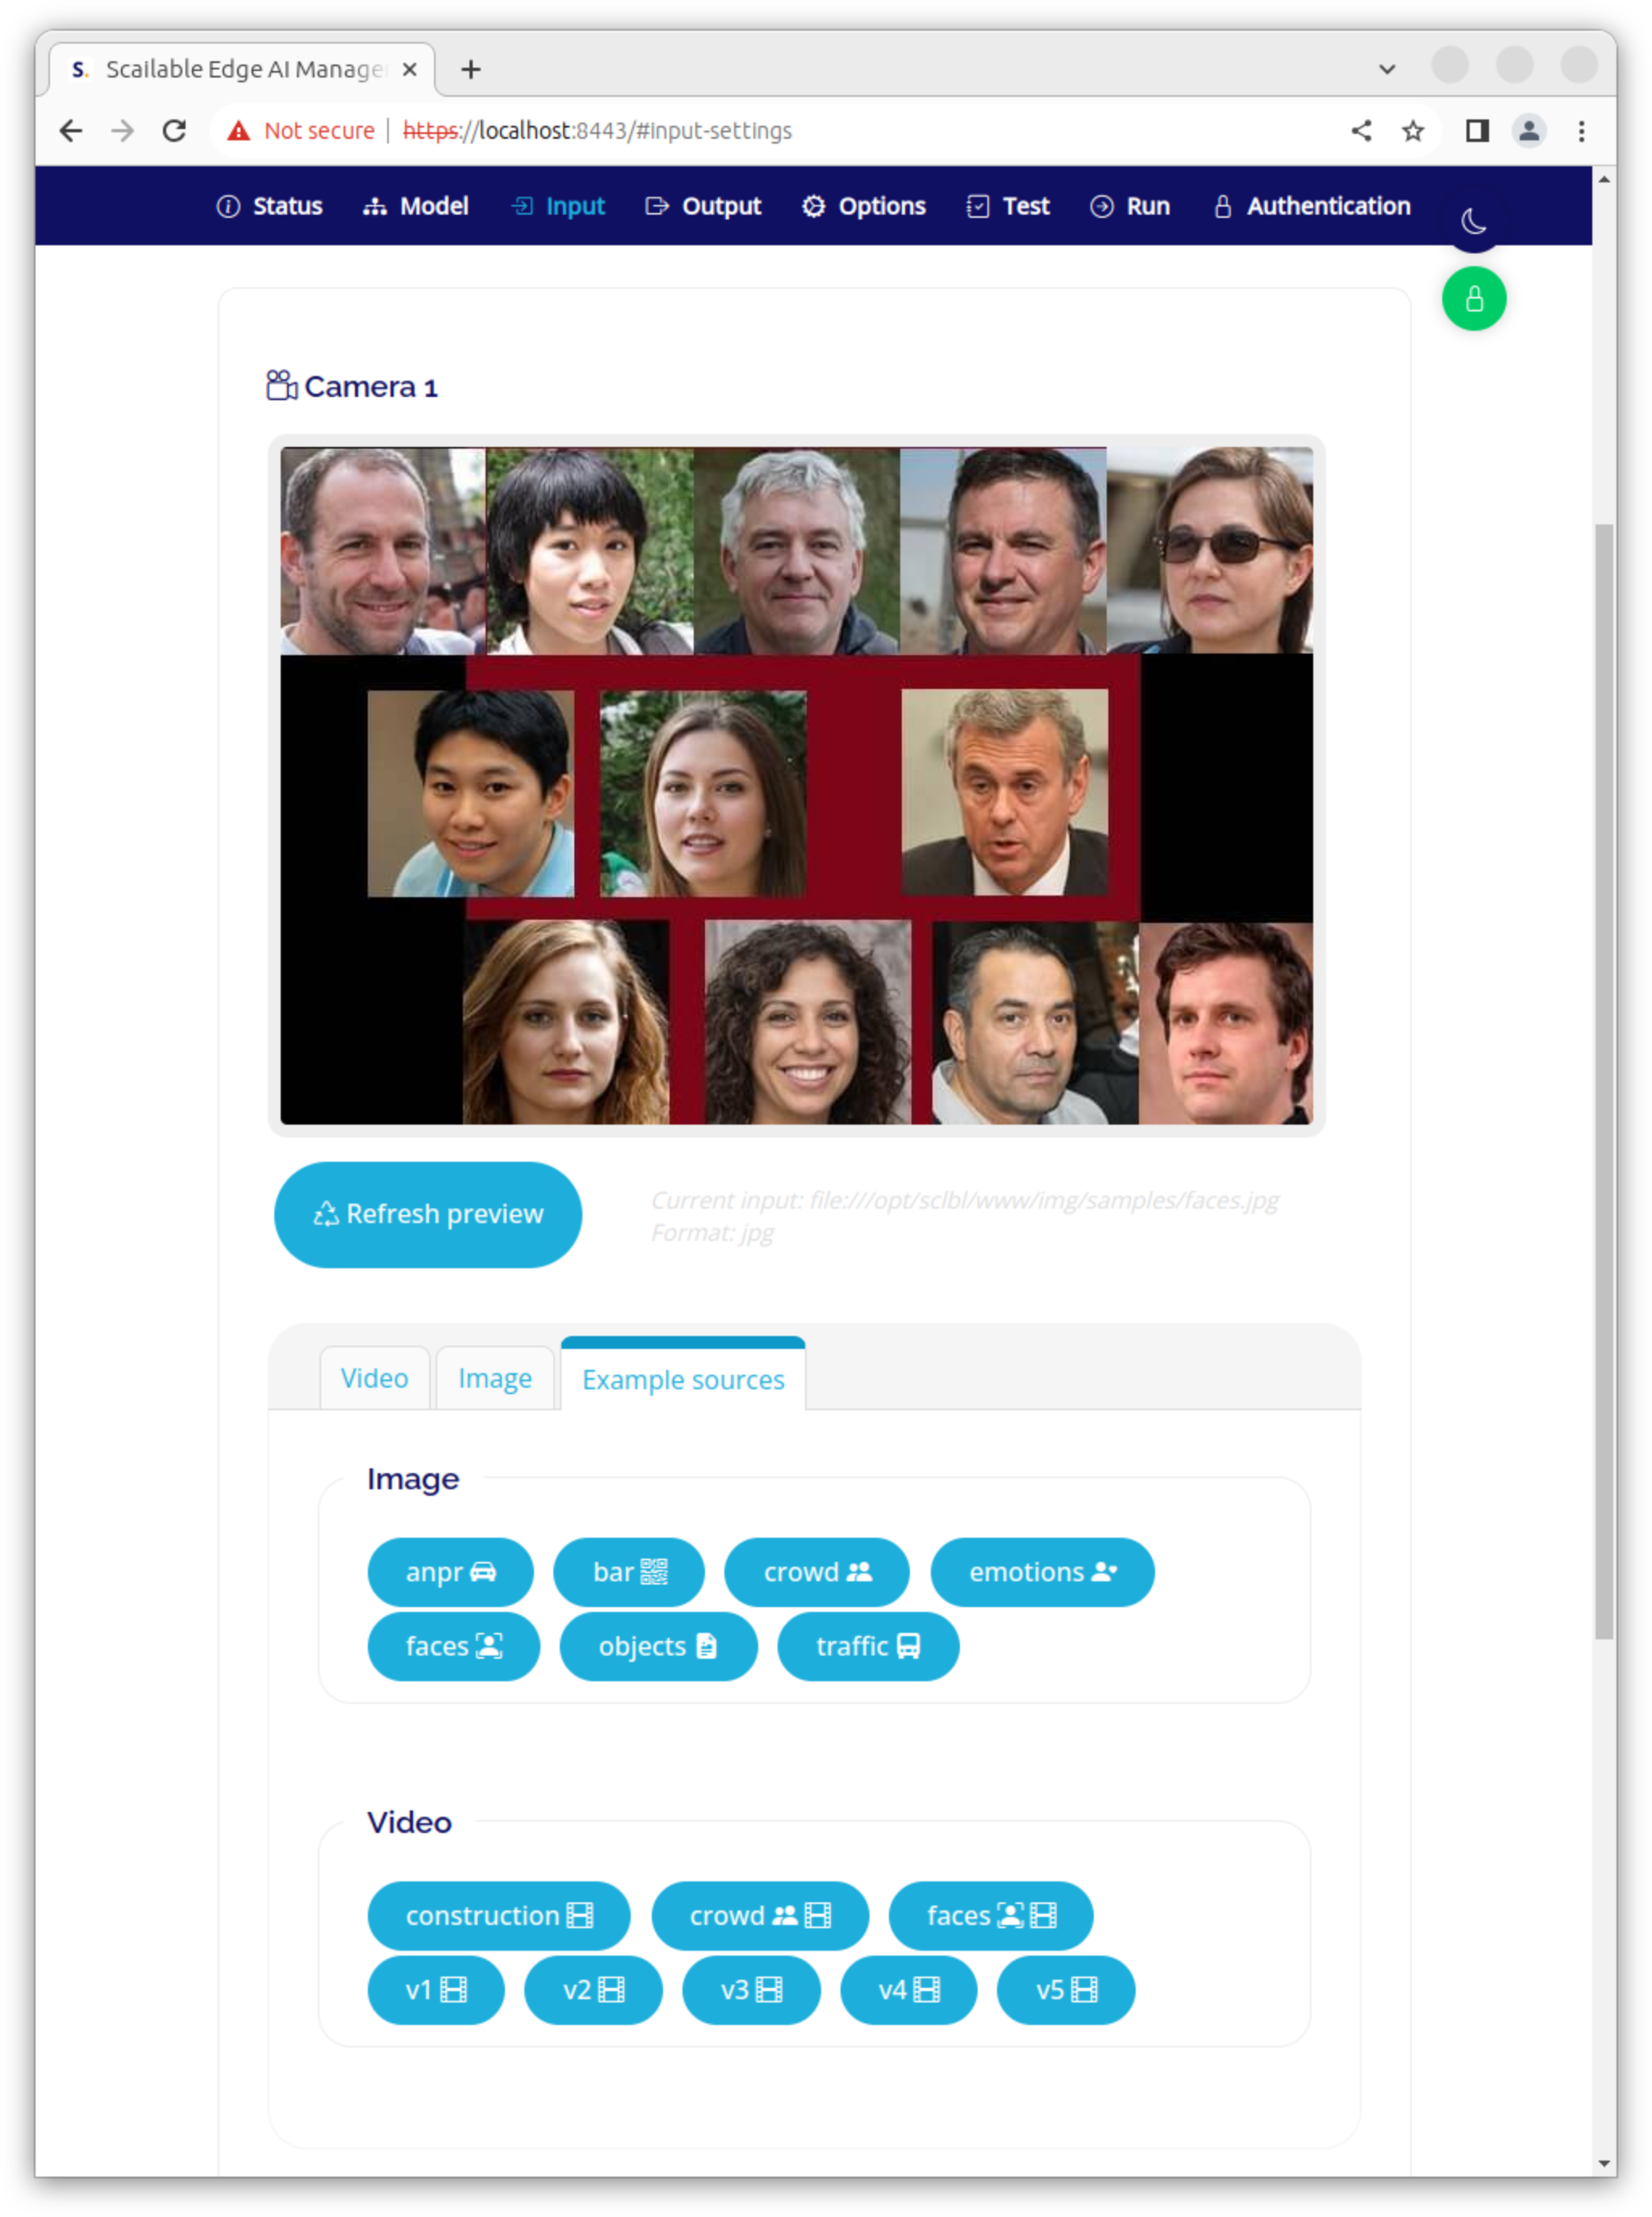 S. Scailable Edge AI Manage
Not secure | https://localhost:8443/#input-settings
Status Model Input Output Options Test Run Authentication
Camera 1
Refresh preview
Current input: file:///opt/sclbl/www/img/samples/faces.jpg
Format: jpg
Video Image Example sources
Image
anpr bar crowd emotions
faces objects traffic
Video
construction crowd faces
v1 v2 v3 v4 v5